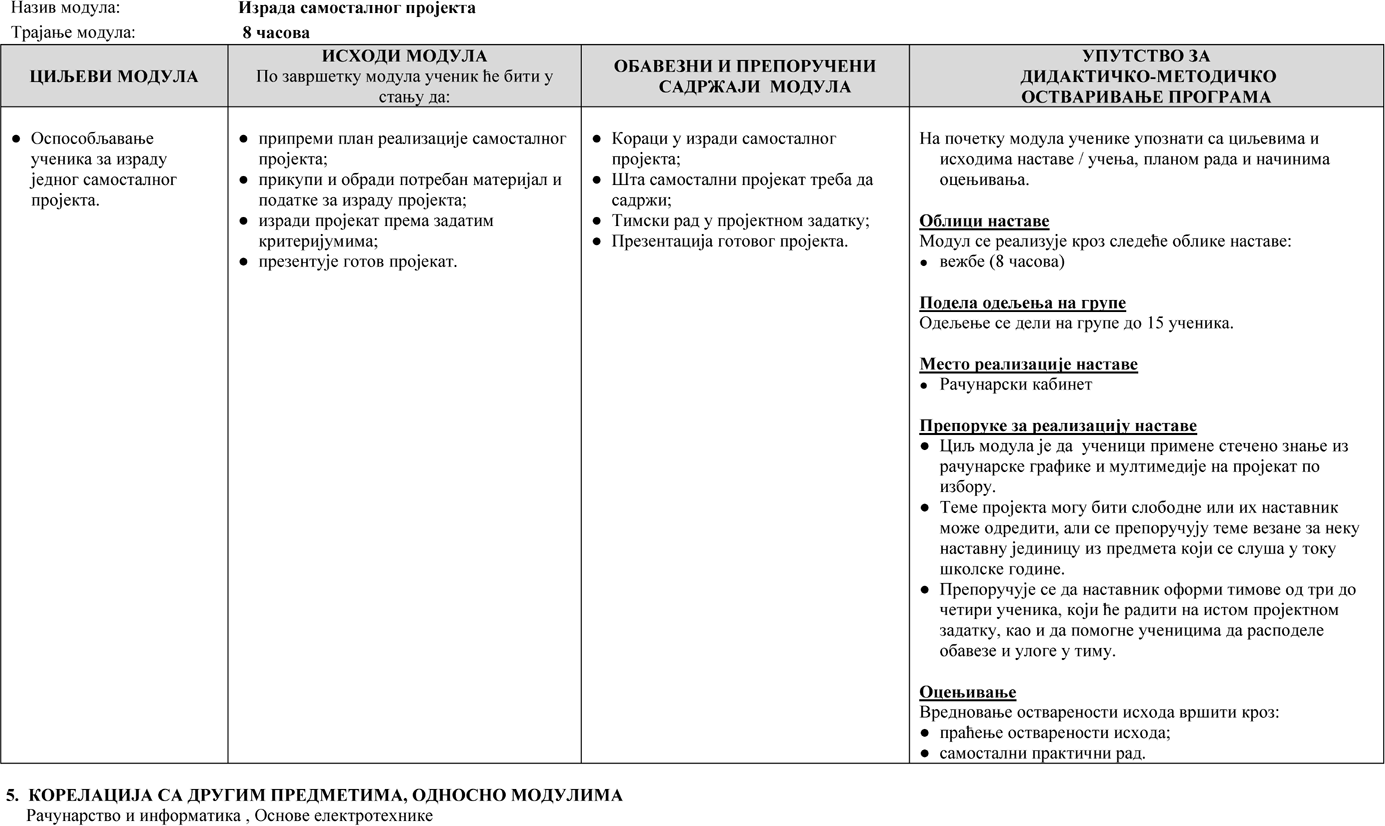 Назив модула: Израда самосталног пројекта
Трајање модула: 8 часова
ЦИЉЕВИ МОДУЛА
ИСХОДИ МОДУЛА
По завршетку модула ученик ће бити у
стању да:
ОБАВЕЗНИ И ПРЕПОРУЧЕНИ
САДРЖАЈИ МОДУЛА
УПУТСТВО ЗА
ДИДАКТИЧКО-МЕТОДИЧКО
ОСТВАРИВАЊЕ ПРОГРАМА
● Оспособљавање
ученика за израду
једног самосталног
пројекта.
● припреми план реализације самосталног
пројекта;
● прикупи и обради потребан материјал и
податке за израду пројекта;
● изради пројекат према задатим
критеријумима;
● презентује готов пројекат.
● Кораци у изради самосталног
пројекта;
● Шта самостални пројекат треба да
садржи;
● Тимски рад у пројектном задатку;
● Презентација готовог пројекта.
На почетку модула ученике упознати са циљевима и
исходима наставе / учења, планом рада и начинима
оцењивања.
Облици наставе
Модул се реализује кроз следеће облике наставе:
● вежбе (8 часова)
Подела одељења на групе
Одељење се дели на групе до 15 ученика.
Место реализације наставе
● Рачунарски кабинет
Препоруке за реализацију наставе
● Циљ модула је да ученици примене стечено знање из
рачунарске графике и мултимедије на пројекат по
избору.
● Теме пројекта могу бити слободне или их наставник
може одредити, али се препоручују теме везане за неку
наставну јединицу из предмета који се слуша у току
школске године.
● Препоручује се да наставник оформи тимове од три до
четири ученика, који ће радити на истом пројектном
задатку, као и да помогне ученицима да расподеле
обавезе и улоге у тиму.
Оцењивање
Вредновање остварености исхода вршити кроз:
● праћење остварености исхода;
● самостални практични рад.
5. КОРЕЛАЦИЈА СА ДРУГИМ ПРЕДМЕТИМА, ОДНОСНО МОДУЛИМА
Рачунарство и информатика , Основе електротехнике